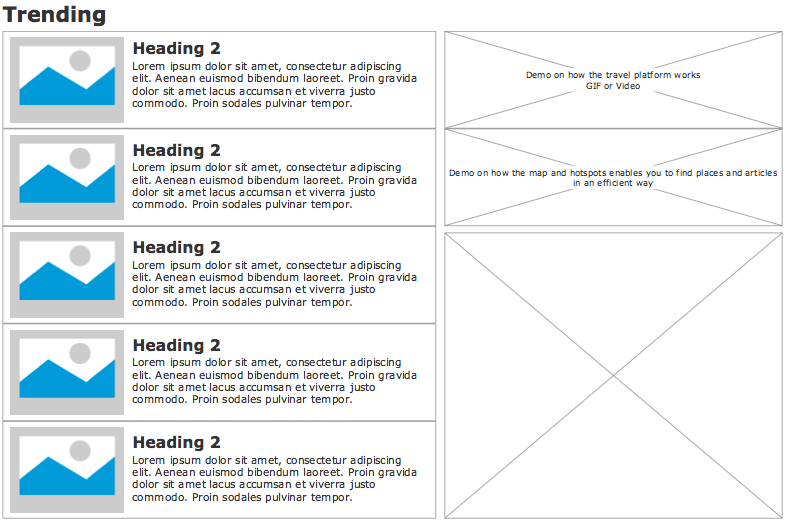 Trending
Heading 2
Lorem ipsum dolor sit amet, consectetur adipiscing
elit. Aenean euismod bibendum laoreet. Proin gravida
dolor sit amet lacus accumsan et viverra justo
commodo. Proin sodales pulvinar tempor.
Heading 2
Lorem ipsum dolor sit amet, consectetur adipiscing
elit. Aenean euismod bibendum laoreet. Proin gravida
dolor sit amet lacus accumsan et viverra justo
commodo. Proin sodales pulvinar tempor.
Heading 2
Lorem ipsum dolor sit amet, consectetur adipiscing
elit. Aenean euismod bibendum laoreet. Proin gravida
dolor sit amet lacus accumsan et viverra justo
commodo. Proin sodales pulvinar tempor.
Heading 2
Lorem ipsum dolor sit amet, consectetur adipiscing
elit. Aenean euismod bibendum laoreet. Proin gravida
dolor sit amet lacus accumsan et viverra justo
commodo. Proin sodales pulvinar tempor.
Heading 2
Lorem ipsum dolor sit amet, consectetur adipiscing
elit. Aenean euismod bibendum laoreet. Proin gravida
dolor sit amet lacus accumsan et viverra justo
commodo. Proin sodales pulvinar tempor.
Demo on how the travel platform works
GIF or Video
Demo on how the map and hotspots enables you to find places and articles
in an efficient way